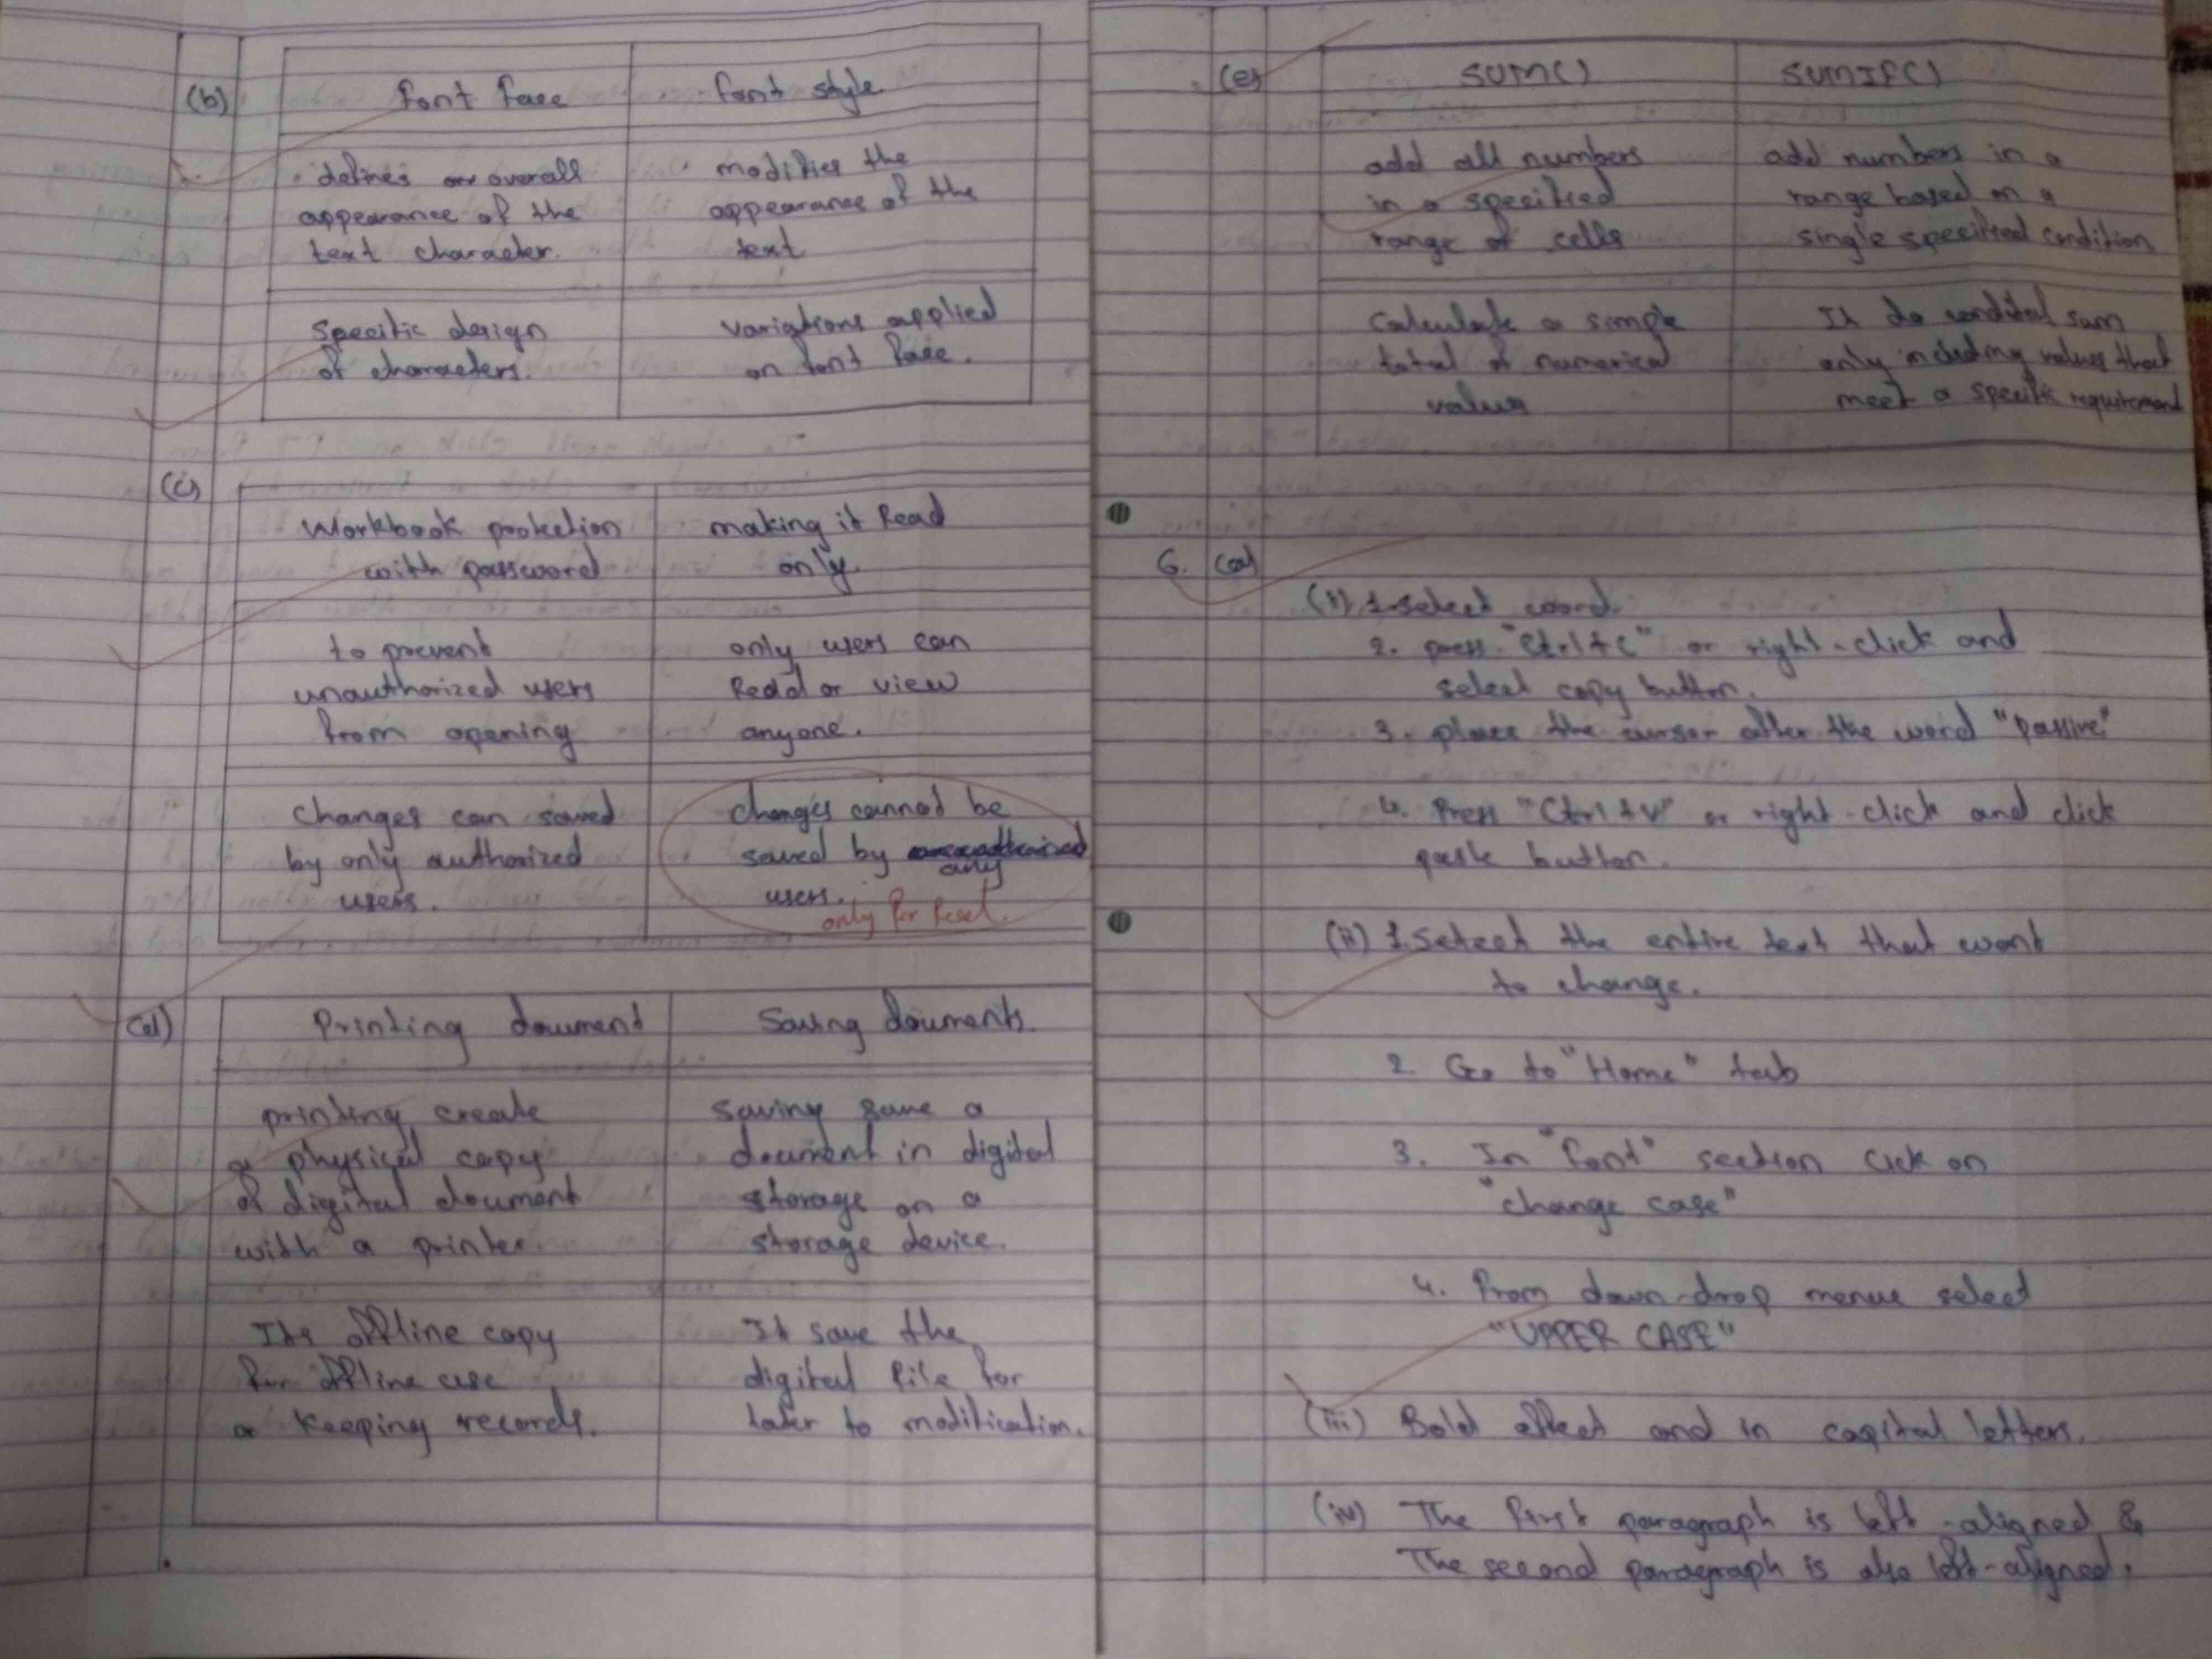 (b)
font face | font style
• defines overall | • modifies the
appearance of the | appearance of the
text character. | text
specific design | variations applied
of characters. | on font face.
(c)
Workbook protection | making it Read
with password | only.
to prevent | only users can
unauthorized users | Read or view
from opening | anyone.
changes can saved | changes cannot be
by only authorized | saved by any
users. | users.
only for Read.
(d)
Printing doument | Saving douments.
printing create | saving save a
a physical copy | doument in digital
of digital doument | storage on a
with a printer. | storage device.
Its offline copy | It save the
for offline use | digital file for
or keeping records. | later to modification.
(e)
SUM() | SUMIF()
add all numbers | add numbers in a
in a specified | range based on a
range of cells | single specified condition
Calculate a simple | It do condital sum
total of numerical | only including values that
values | meet a specific requirement
6. (a)
(i) 1. Select word.
2. press "Ctrl+C" or right-click and
select copy button.
3. place the cursor after the word "passive"
4. Press "Ctrl+V" or right-click and click
paste button.
(ii) 1. Select the entire text that want
to change.
2. Go to "Home" tab
3. In "font" section click on
"change case"
4. From down-drop menue select
"UPPER CASE"
(iii) Bold effect and in capital letters.
(iv) The first paragraph is left-aligned &
The second paragraph is also left-aligned.